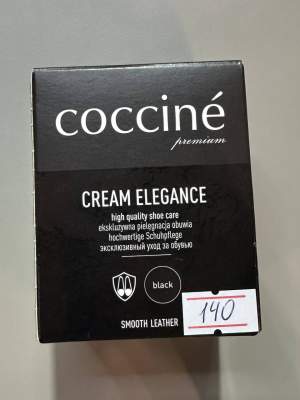 cocciné
premium
CREAM ELEGANCE
high quality shoe care
ekskluzywna pielęgnacja obuwia
hochwertige Schuhpflege
эксклюзивный уход за обувью
black
140
SMOOTH LEATHER